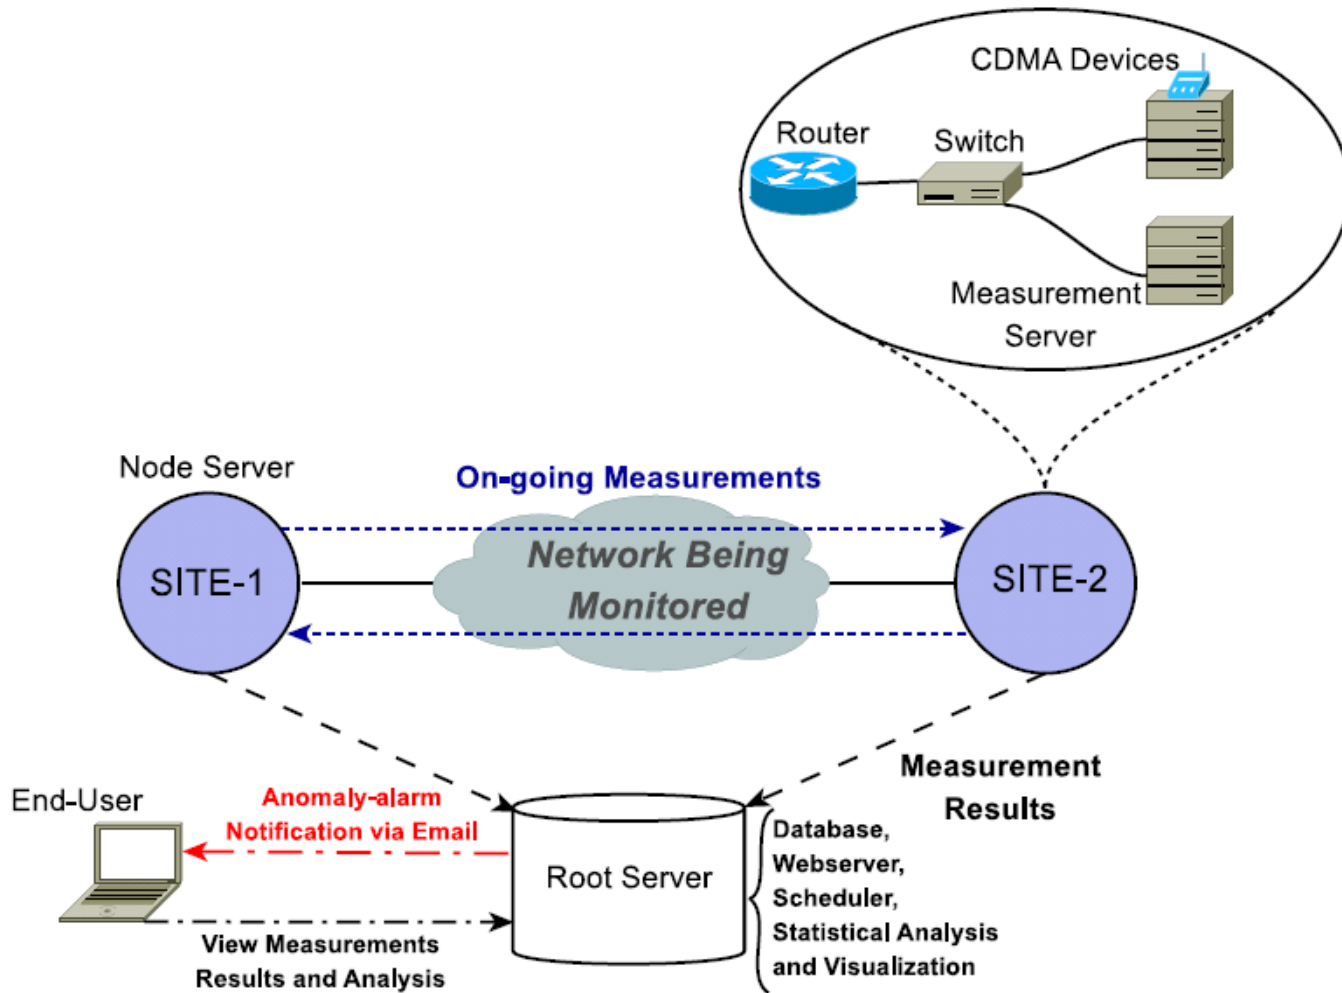 CDMA Devices
Router
Switch
Measurement
Server
Node Server
On-going Measurements
SITE-1
Network Being
Monitored
SITE-2
Measurement
Results
End-User
Anomaly-alarm
Notification via Email
Root Server
Database,
Webserver,
Scheduler,
Statistical Analysis
and Visualization
View Measurements
Results and Analysis